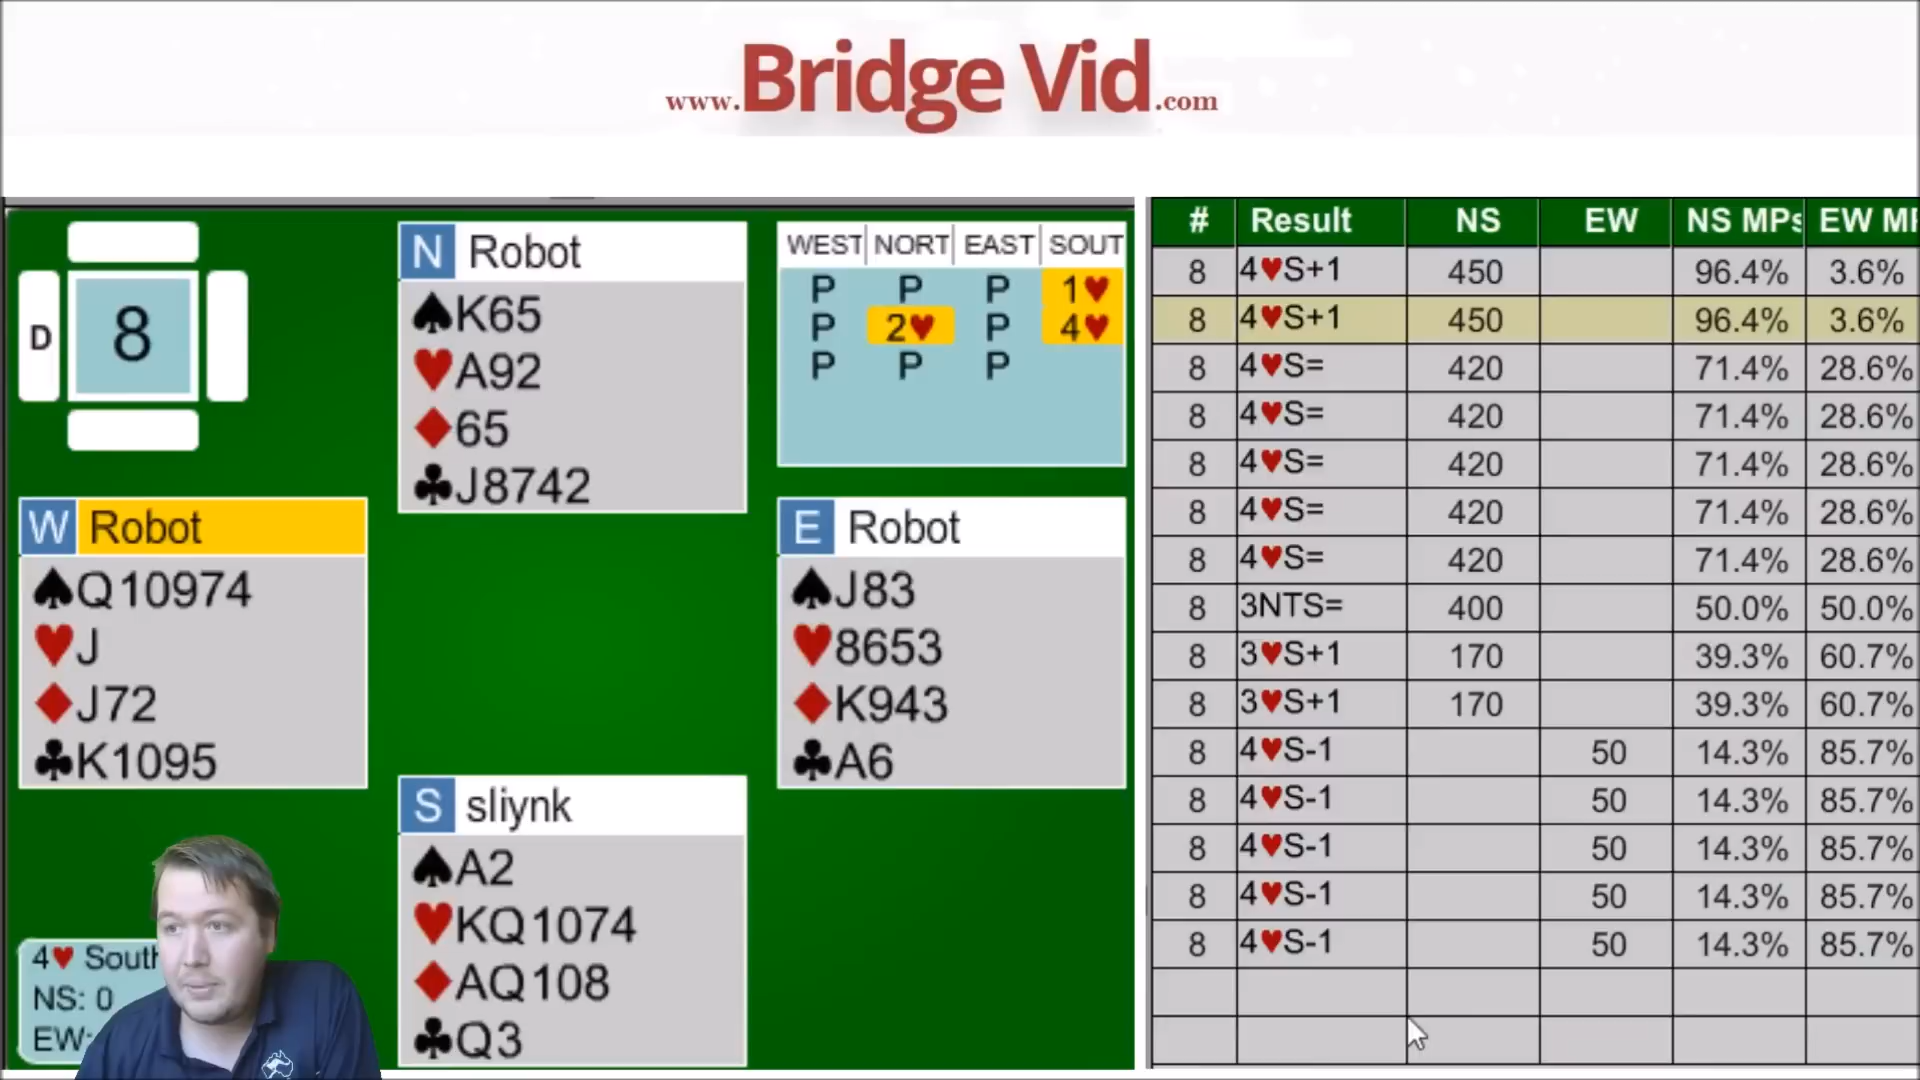 www.Bridge Vid.com
D
8
N Robot
♠K65
♥A92
♦65
♣J8742
WEST NORT EAST SOUT
P P P 1♥
P 2♥ P 4♥
P P P
W Robot
♠Q10974
♥J
♦J72
♣K1095
E Robot
♠J83
♥8653
♦K943
♣A6
S sliynk
♠A2
♥KQ1074
♦AQ108
♣Q3
4♥ South
NS: 0
EW:
# Result NS EW NS MPs EW MP
8 4♥S+1 450 96.4% 3.6%
8 4♥S+1 450 96.4% 3.6%
8 4♥S= 420 71.4% 28.6%
8 4♥S= 420 71.4% 28.6%
8 4♥S= 420 71.4% 28.6%
8 4♥S= 420 71.4% 28.6%
8 4♥S= 420 71.4% 28.6%
8 3NTS= 400 50.0% 50.0%
8 3♥S+1 170 39.3% 60.7%
8 3♥S+1 170 39.3% 60.7%
8 4♥S-1 50 14.3% 85.7%
8 4♥S-1 50 14.3% 85.7%
8 4♥S-1 50 14.3% 85.7%
8 4♥S-1 50 14.3% 85.7%
8 4♥S-1 50 14.3% 85.7%